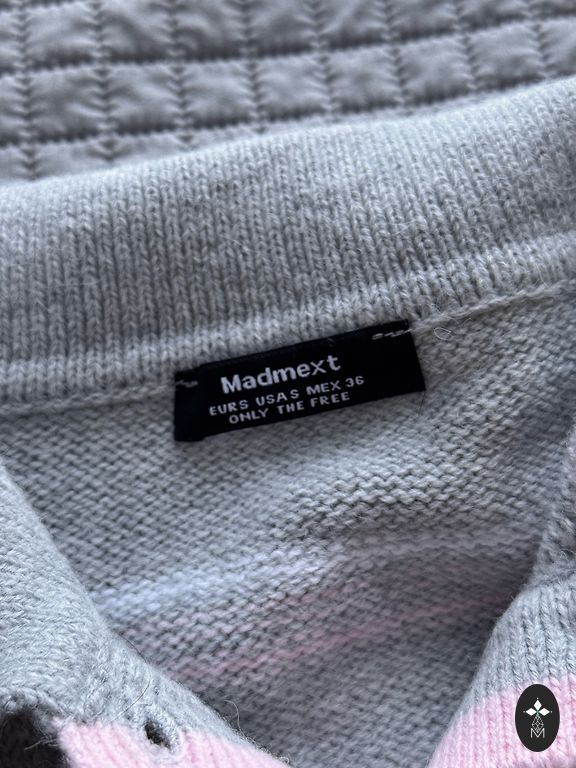 Madmext
EURS USAS MEX 36
ONLY THE FREE
M